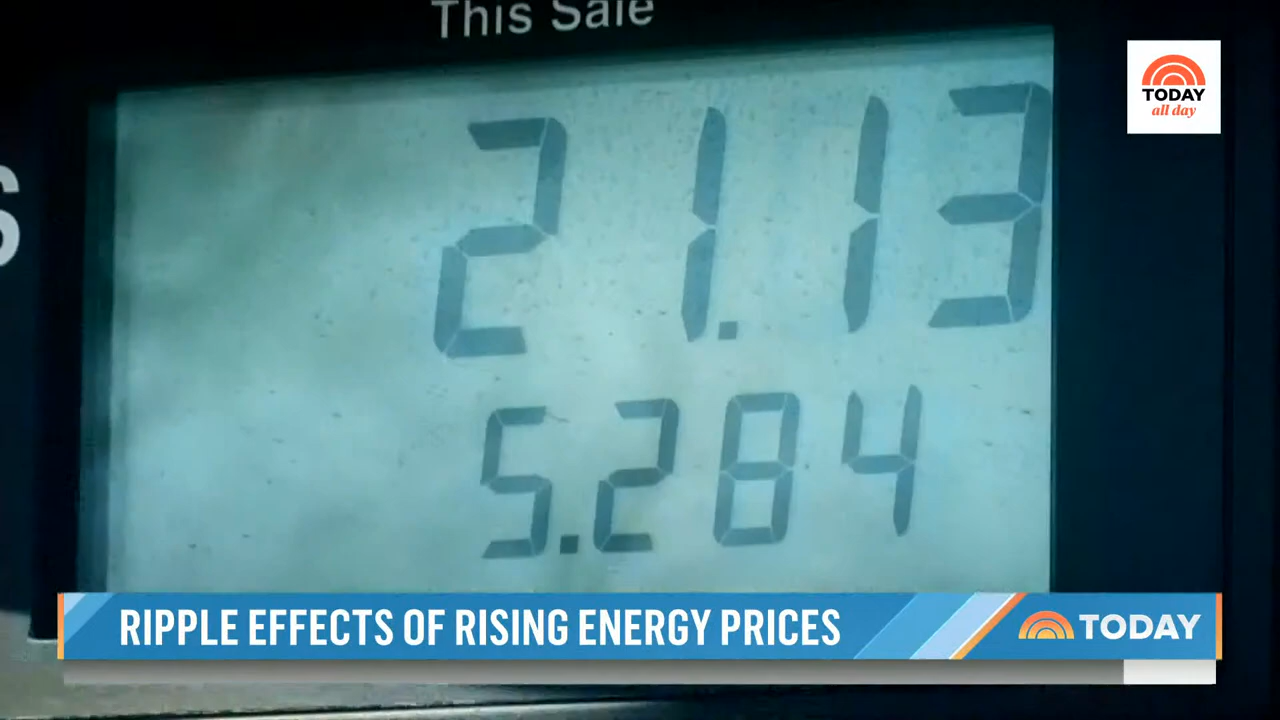 This Sale
TODAY
all day
21.13
S
5.284
RIPPLE EFFECTS OF RISING ENERGY PRICES
TODAY